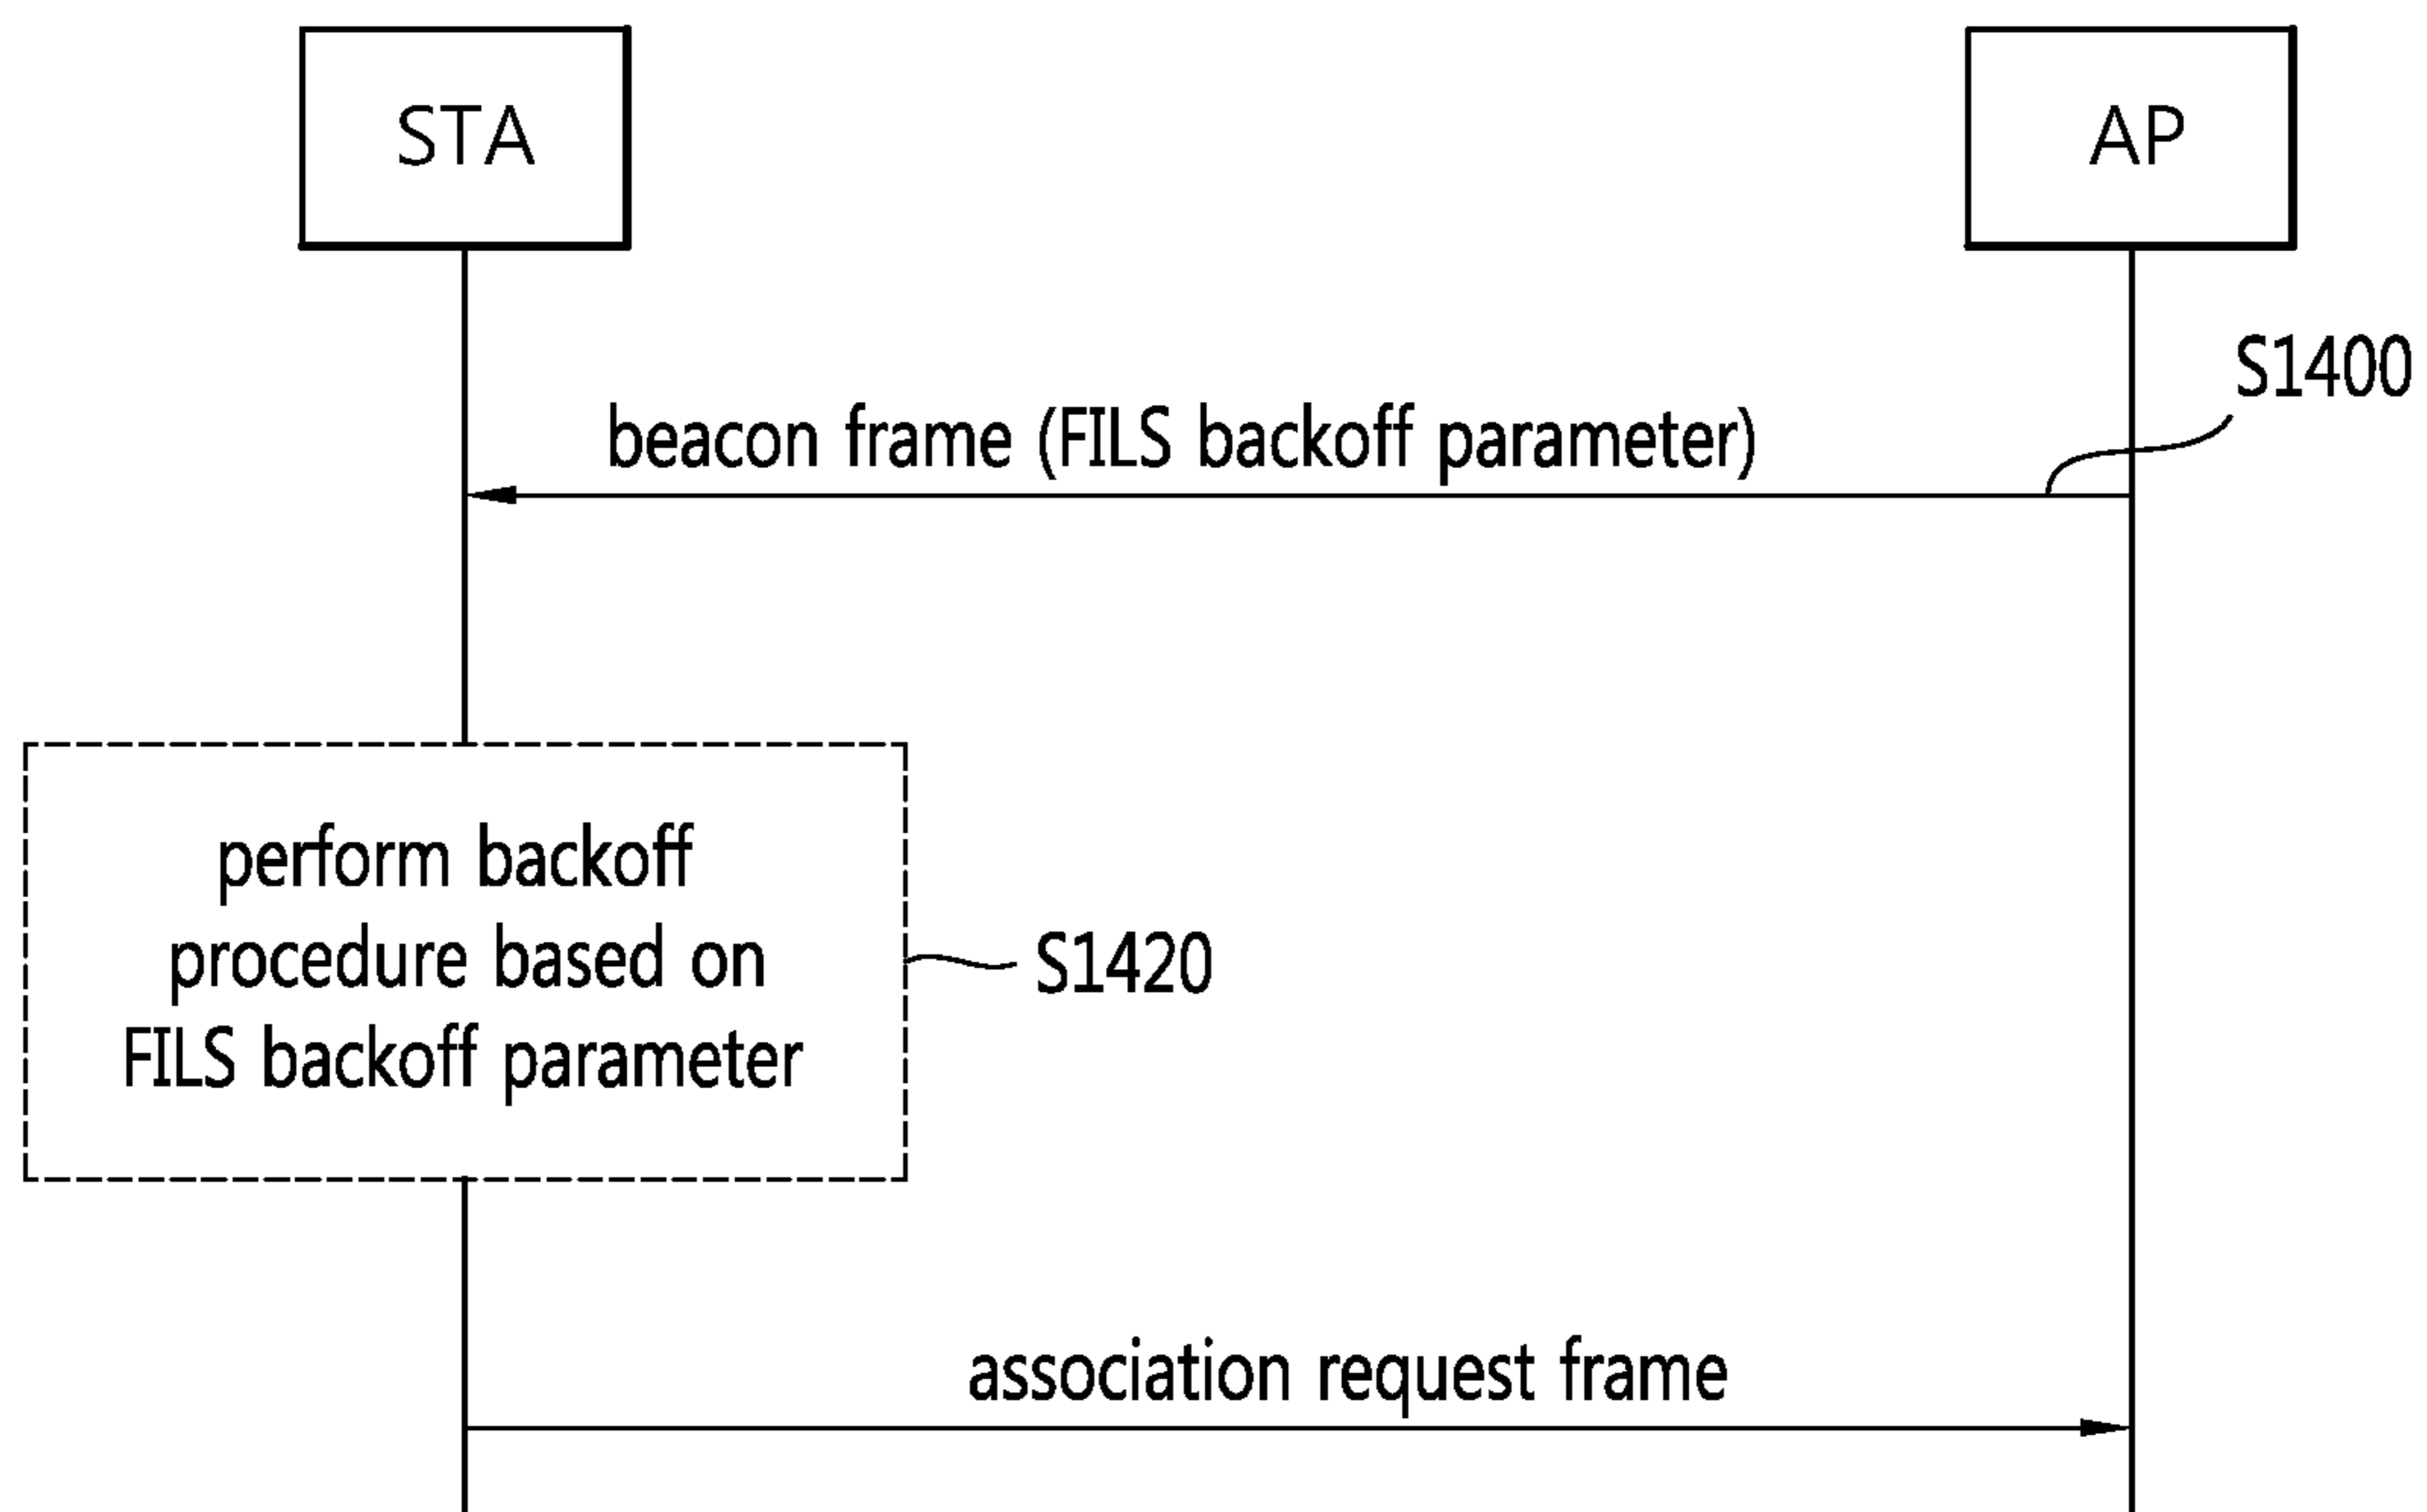 STA
AP
S1400
beacon frame (FILS backoff parameter)
perform backoff
procedure based on
FILS backoff parameter
S1420
association request frame